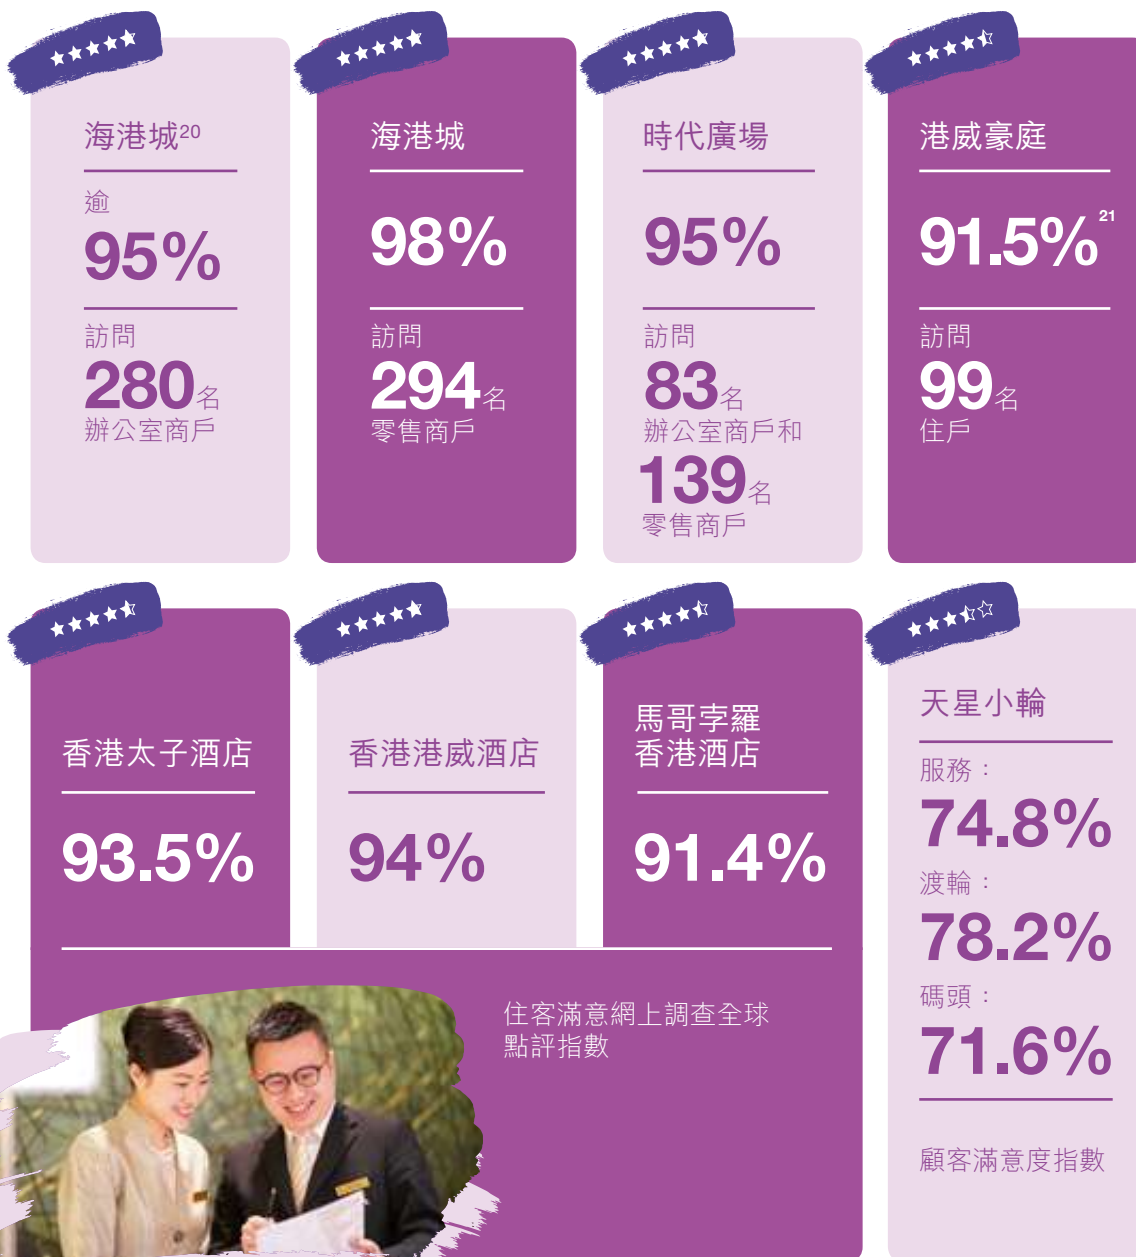 海港城20
逾
95%
訪問
280名
辦公室商戶
海港城
98%
訪問
294名
零售商戶
時代廣場
95%
訪問
83名
辦公室商戶和
139名
零售商戶
港威豪庭
91.5%21
訪問
99名
住戶
香港太子酒店
93.5%
香港港威酒店
94%
馬哥孛羅
香港酒店
91.4%
住客滿意網上調查全球
點評指數
天星小輪
服務：
74.8%
渡輪：
78.2%
碼頭：
71.6%
顧客滿意度指數